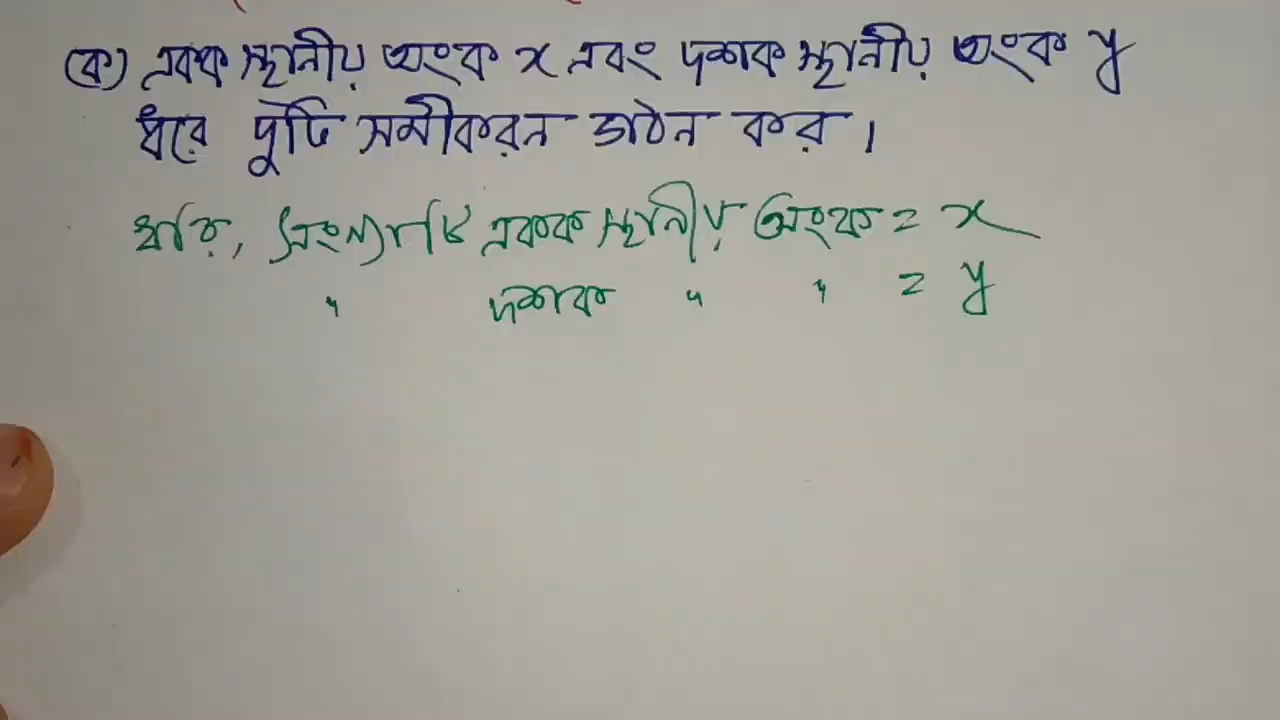 (ক) একক স্থানীয় অংক x এবং দশক স্থানীয় অংক y
ধরে দুটি সমীকরন গঠন কর।
ধরি, সংখ্যাটি একক স্থানীয় অংক = x
" দশক " " = y